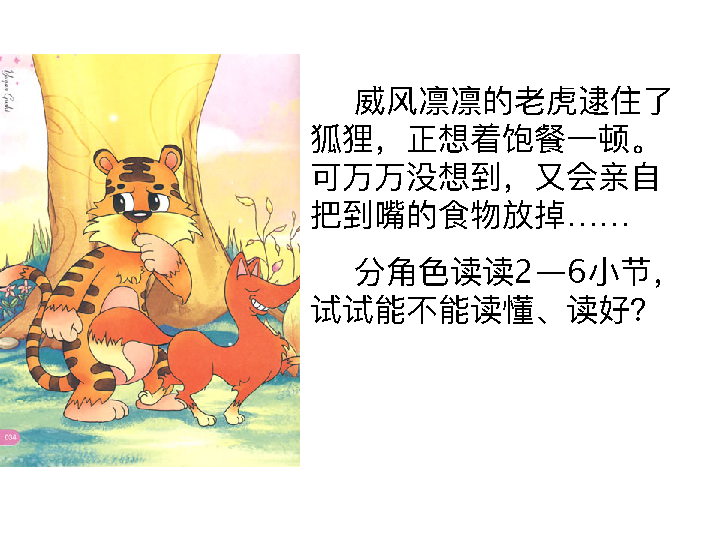 威风凛凛的老虎逮住了
狐狸，正想着饱餐一顿。
可万万没想到，又会亲自
把到嘴的食物放掉……
分角色读读2—6小节，
试试能不能读懂、读好？
034